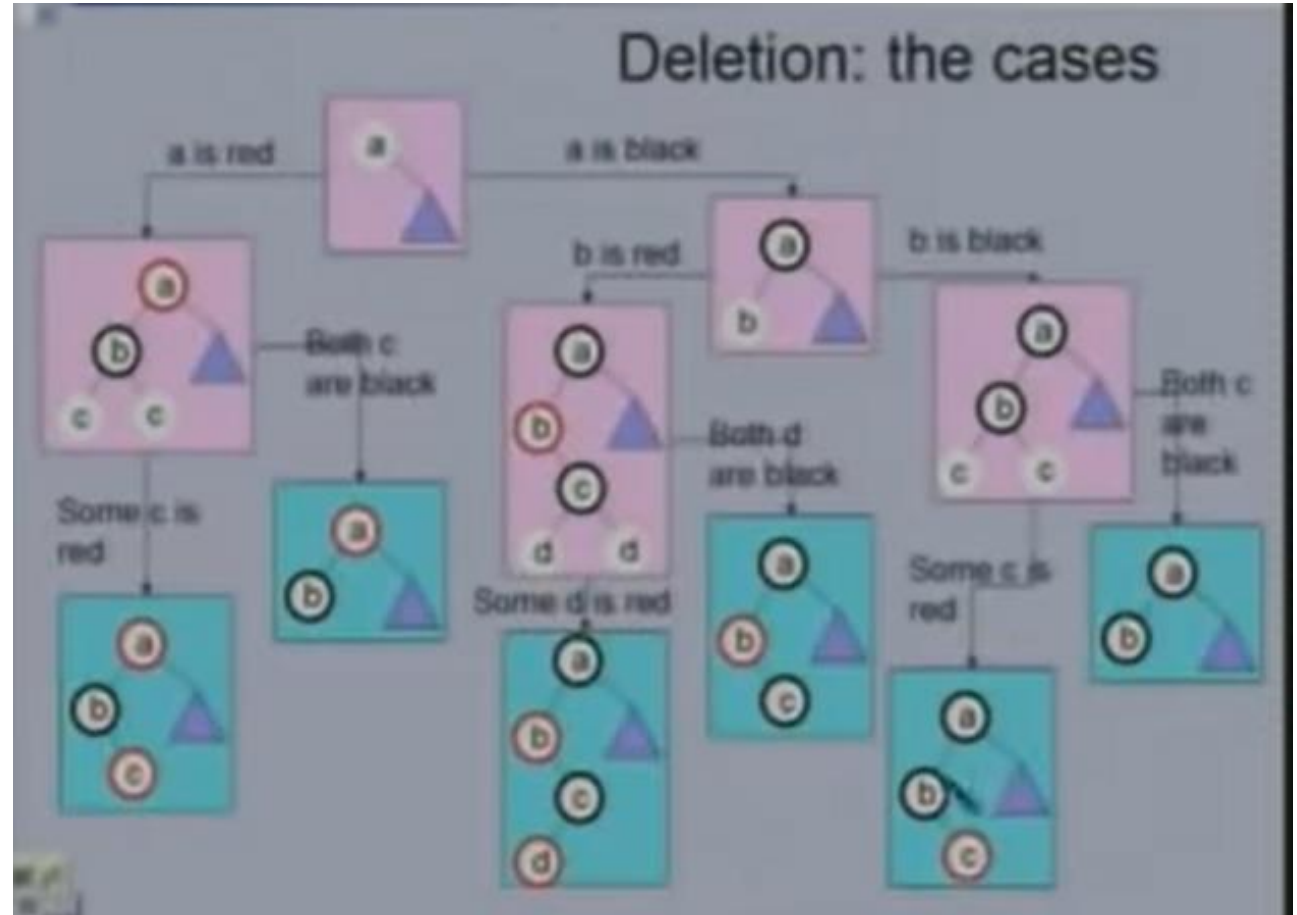 Deletion: the cases
a
a is red
a is black
a
b
b is red
b is black
a
b
c
c
Both c
are black
a
b
c
d
d
Both d
are black
a
b
c
c
Both c
are
black
Some c is
red
a
b
Some d is red
a
b
c
Some c is
red
a
b
a
b
c
a
b
c
d
a
b
c